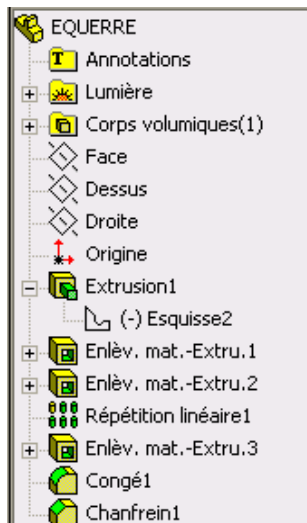 EQUERRE
Annotations
Lumière
Corps volumiques(1)
Face
Dessus
Droite
Origine
Extrusion1
(-) Esquisse2
Enlèv. mat.-Extru.1
Enlèv. mat.-Extru.2
Répétition linéaire1
Enlèv. mat.-Extru.3
Congé1
Chanfrein1